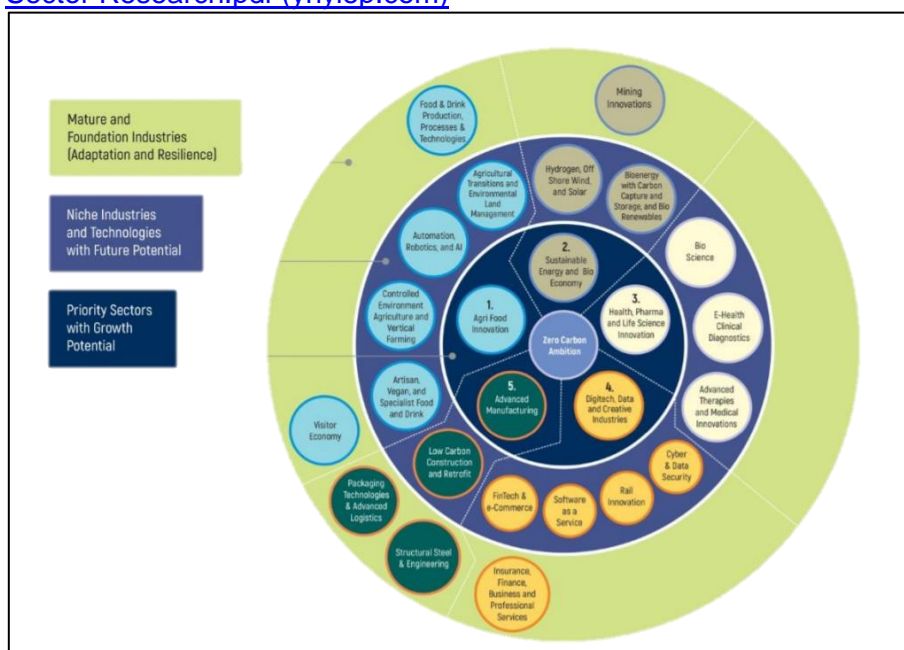 Sector Research.pdf (ynylep.com)
Mature and
Foundation Industries
(Adaptation and Resilience)
Niche Industries
and Technologies
with Future Potential
Priority Sectors
with Growth
Potential
Food & Drink
Production,
Processes &
Technologies
Mining
Innovations
Agricultural
Transitions and
Environmental
Land
Management
Hydrogen, Off
Shore Wind,
and Solar
Bioenergy
with Carbon
Capture and
Storage, and Bio
Renewables
Automation,
Robotics, and AI
Bio
Science
2.
Sustainable
Energy and Bio
Economy
Controlled
Environment
Agriculture and
Vertical
Farming
1.
Agri Food
Innovation
3.
Health, Pharma
and Life Science
Innovation
E-Health
Clinical
Diagnostics
Zero Carbon
Ambition
Artisan,
Vegan, and
Specialist Food
and Drink
5.
Advanced
Manufacturing
4.
Digitech, Data
and Creative
Industries
Advanced
Therapies
and Medical
Innovations
Visitor
Economy
Low Carbon
Construction
and Retrofit
Cyber
& Data
Security
Packaging
Technologies
& Advanced
Logistics
FinTech &
e-Commerce
Software
as a
Service
Rail
Innovation
Structural Steel
& Engineering
Insurance,
Finance,
Business and
Professional
Services